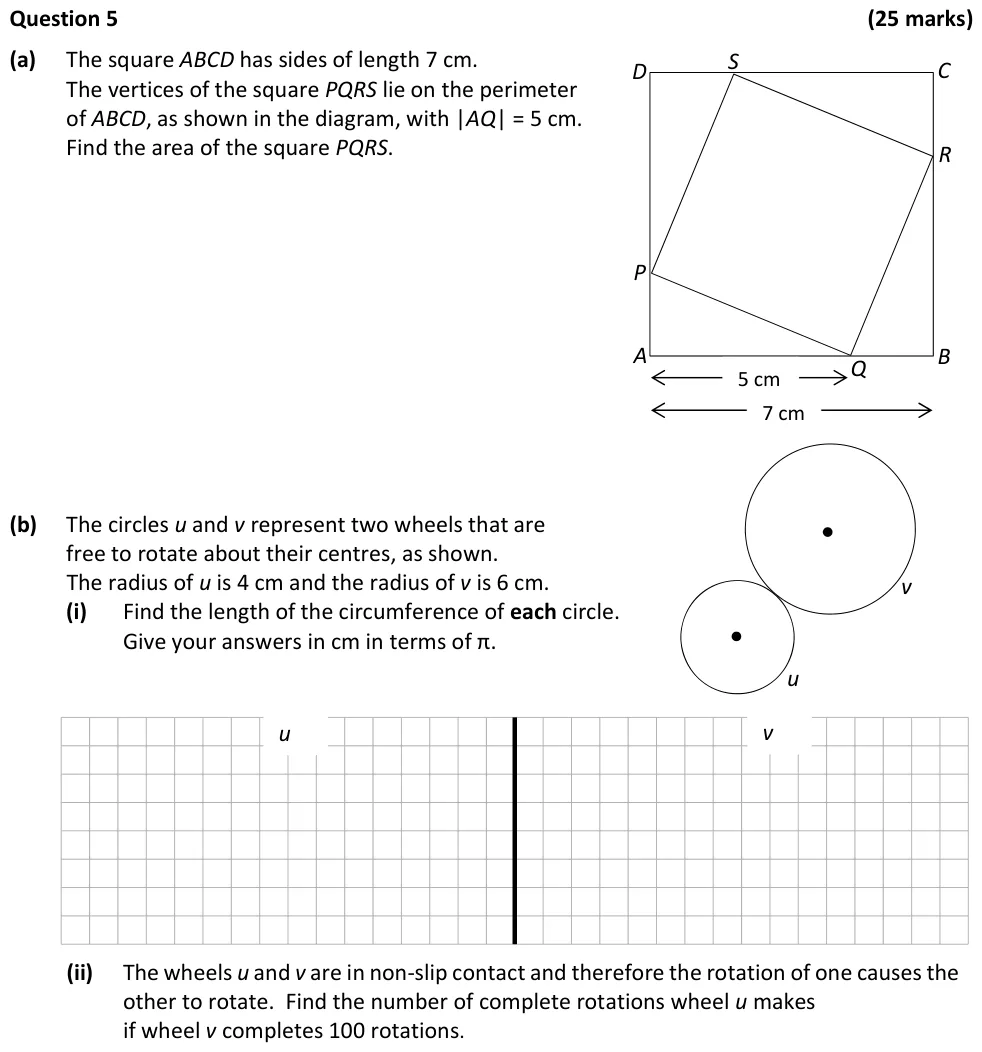 Question 5 (25 marks)
(a) The square ABCD has sides of length 7 cm.
The vertices of the square PQRS lie on the perimeter
of ABCD, as shown in the diagram, with |AQ| = 5 cm.
Find the area of the square PQRS.
D S C
R
P
A Q B
5 cm
7 cm
(b) The circles u and v represent two wheels that are
free to rotate about their centres, as shown.
The radius of u is 4 cm and the radius of v is 6 cm.
(i) Find the length of the circumference of each circle.
Give your answers in cm in terms of π.
v
u
u v
(ii) The wheels u and v are in non-slip contact and therefore the rotation of one causes the
other to rotate. Find the number of complete rotations wheel u makes
if wheel v completes 100 rotations.